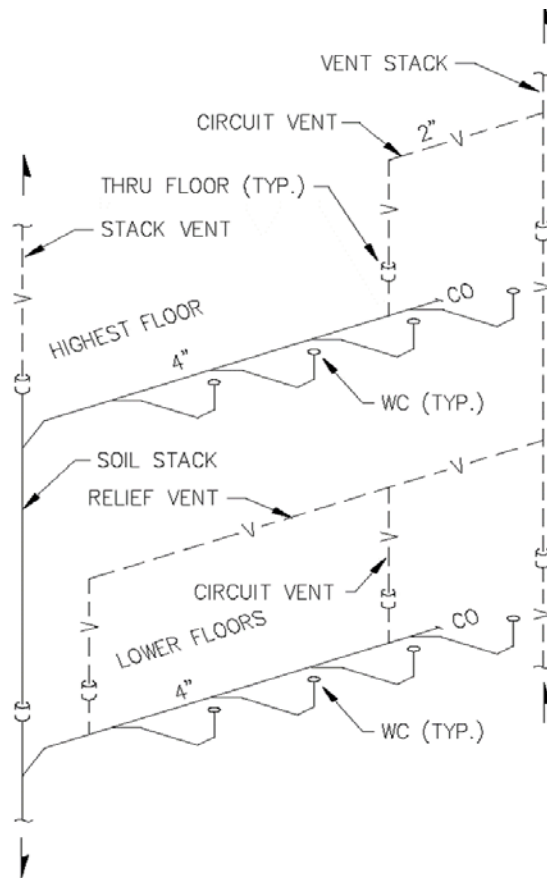 VENT STACK
CIRCUIT VENT
2"
V
THRU FLOOR (TYP.)
STACK VENT
V
V
V
V
HIGHEST FLOOR
CO
4"
WC (TYP.)
SOIL STACK
RELIEF VENT
V
V
V
CIRCUIT VENT
V
V
LOWER FLOORS
CO
V
4"
WC (TYP.)